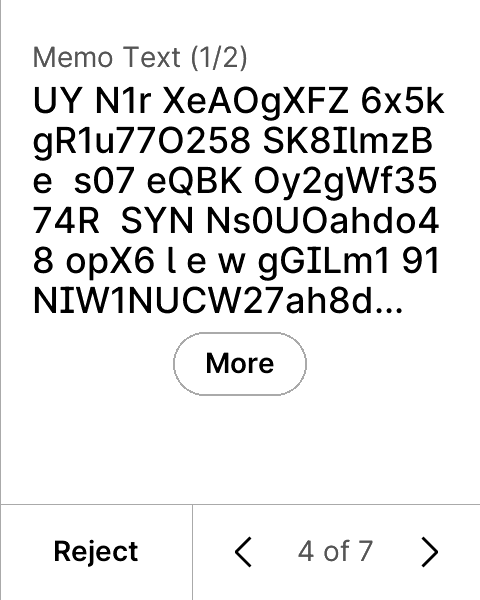 Memo Text (1/2)
UY N1r XeAOgXFZ 6x5k
gR1u77O258 SK8IlmzB
e  s07 eQBK Oy2gWf35
74R  SYN Ns0UOahdo4
8 opX6 l e w gGILm1 91
NIW1NUCW27ah8d...
More
Reject
4 of 7